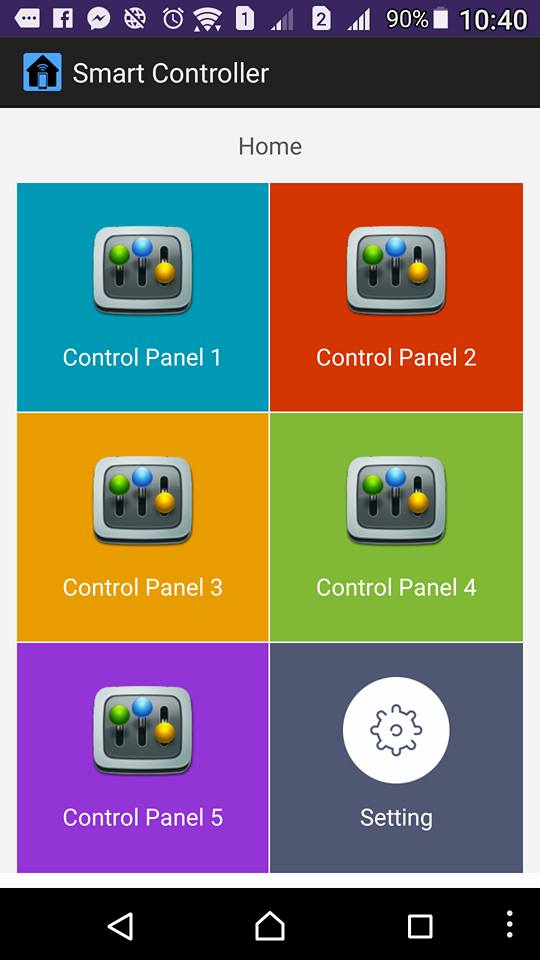 1 2 90% 10:40
Smart Controller
Home
Control Panel 1
Control Panel 2
Control Panel 3
Control Panel 4
Control Panel 5
Setting